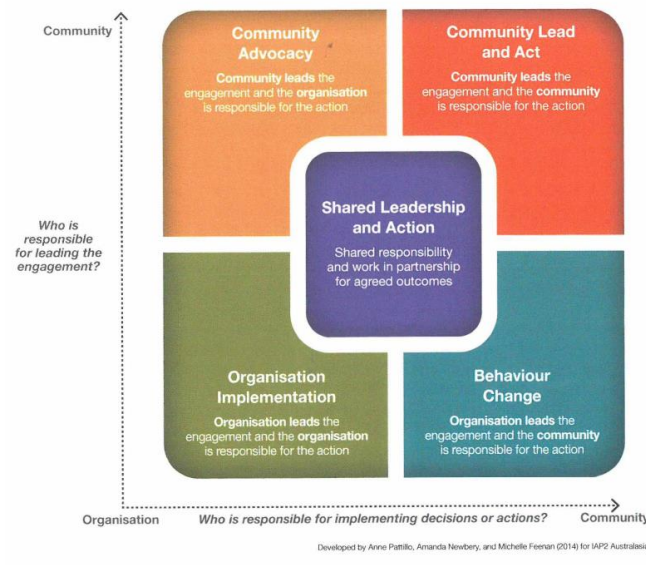 Community
Community
Advocacy
Community leads the
engagement and the organisation
is responsible for the action
Community Lead
and Act
Community leads the
engagement and the community
is responsible for the action
Who is
responsible
for leading the
engagement?
Shared Leadership
and Action
Shared responsibility
and work in partnership
for agreed outcomes
Organisation
Implementation
Organisation leads the
engagement and the organisation
is responsible for the action
Behaviour
Change
Organisation leads the
engagement and the community
is responsible for the action
Organisation
Who is responsible for implementing decisions or actions?
Community
Developed by Anne Pattillo, Amanda Newbery, and Michelle Feenan (2014) for IAP2 Australasia